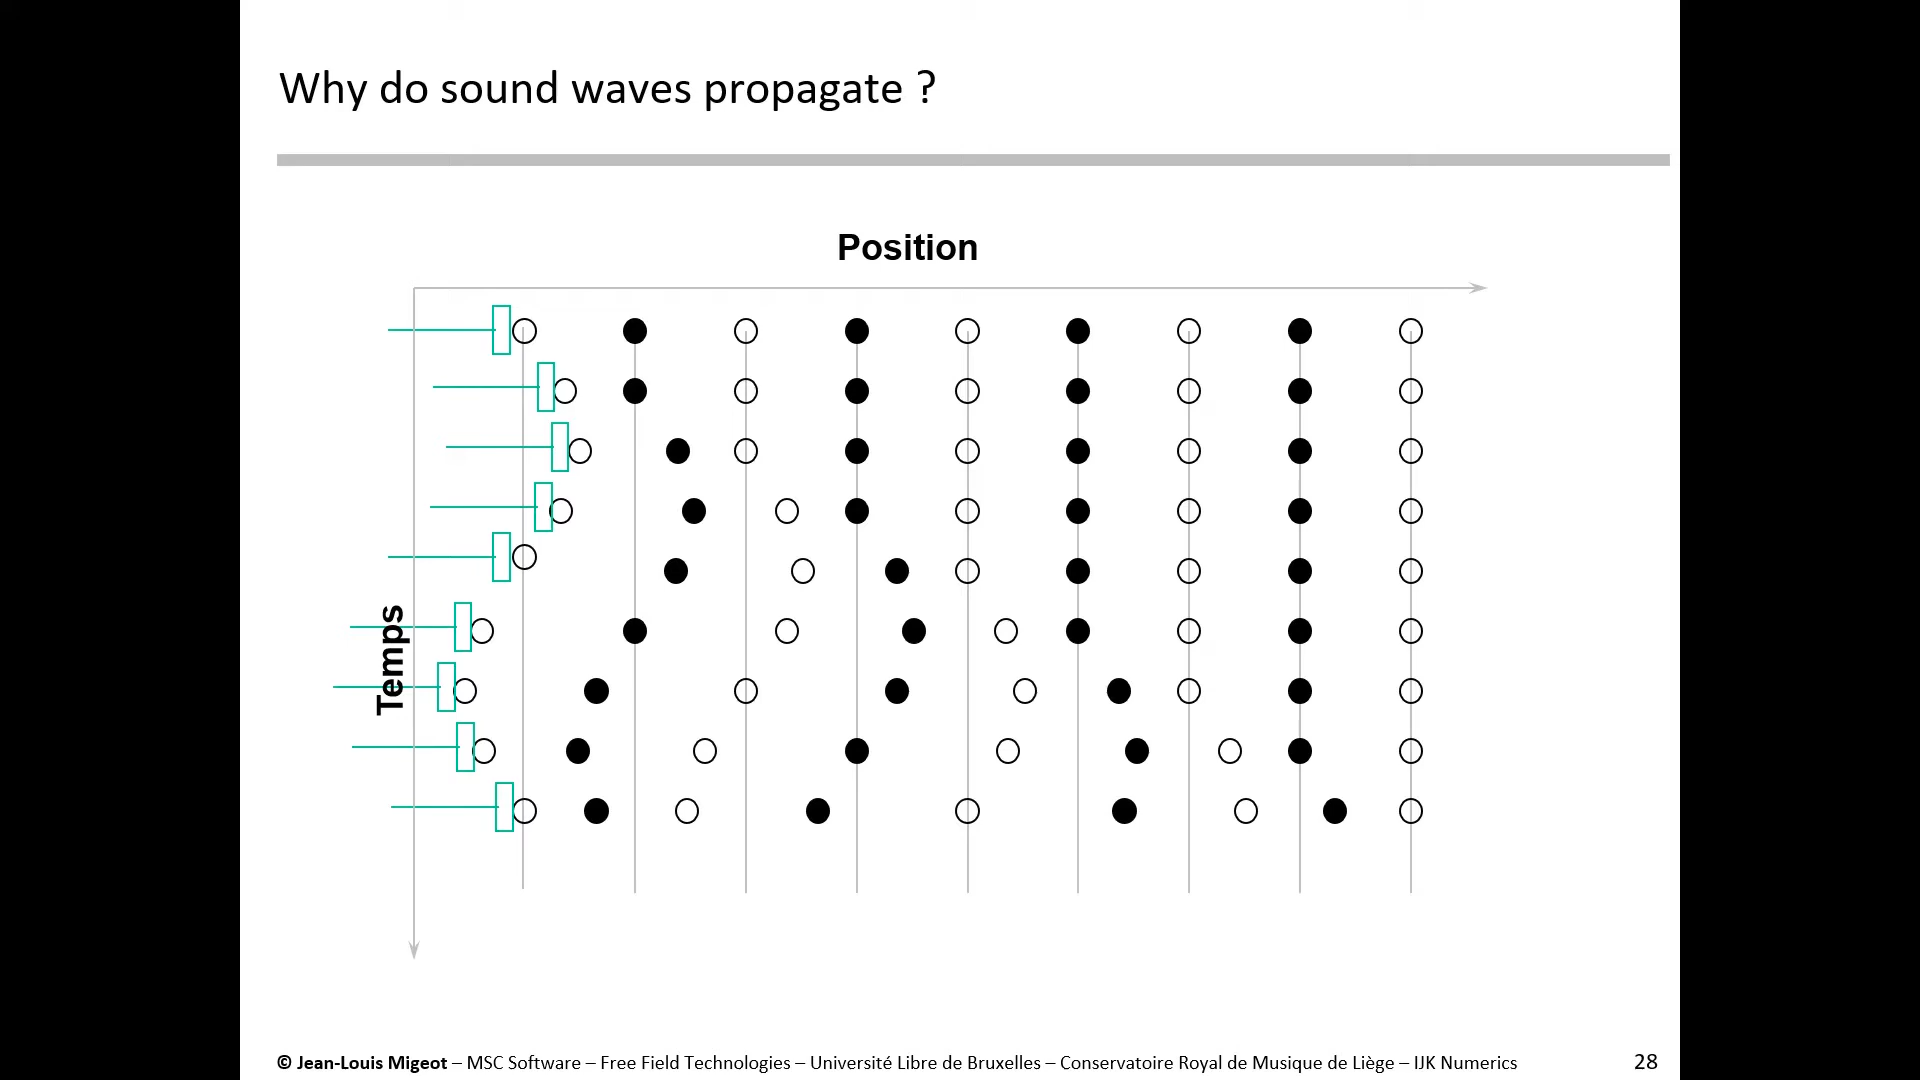 Why do sound waves propagate ?
Position
Temps
© Jean-Louis Migeot – MSC Software – Free Field Technologies – Université Libre de Bruxelles – Conservatoire Royal de Musique de Liège – IJK Numerics
28